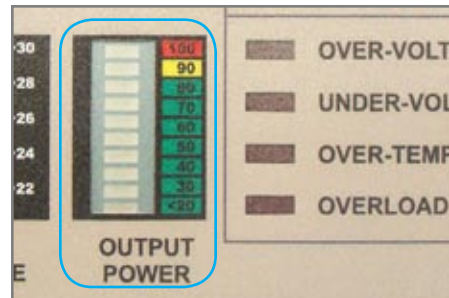 30
28
26
24
22
E
100
90
80
70
60
50
40
30
<20
OUTPUT
POWER
OVER-VOLT
UNDER-VOL
OVER-TEMP
OVERLOAD